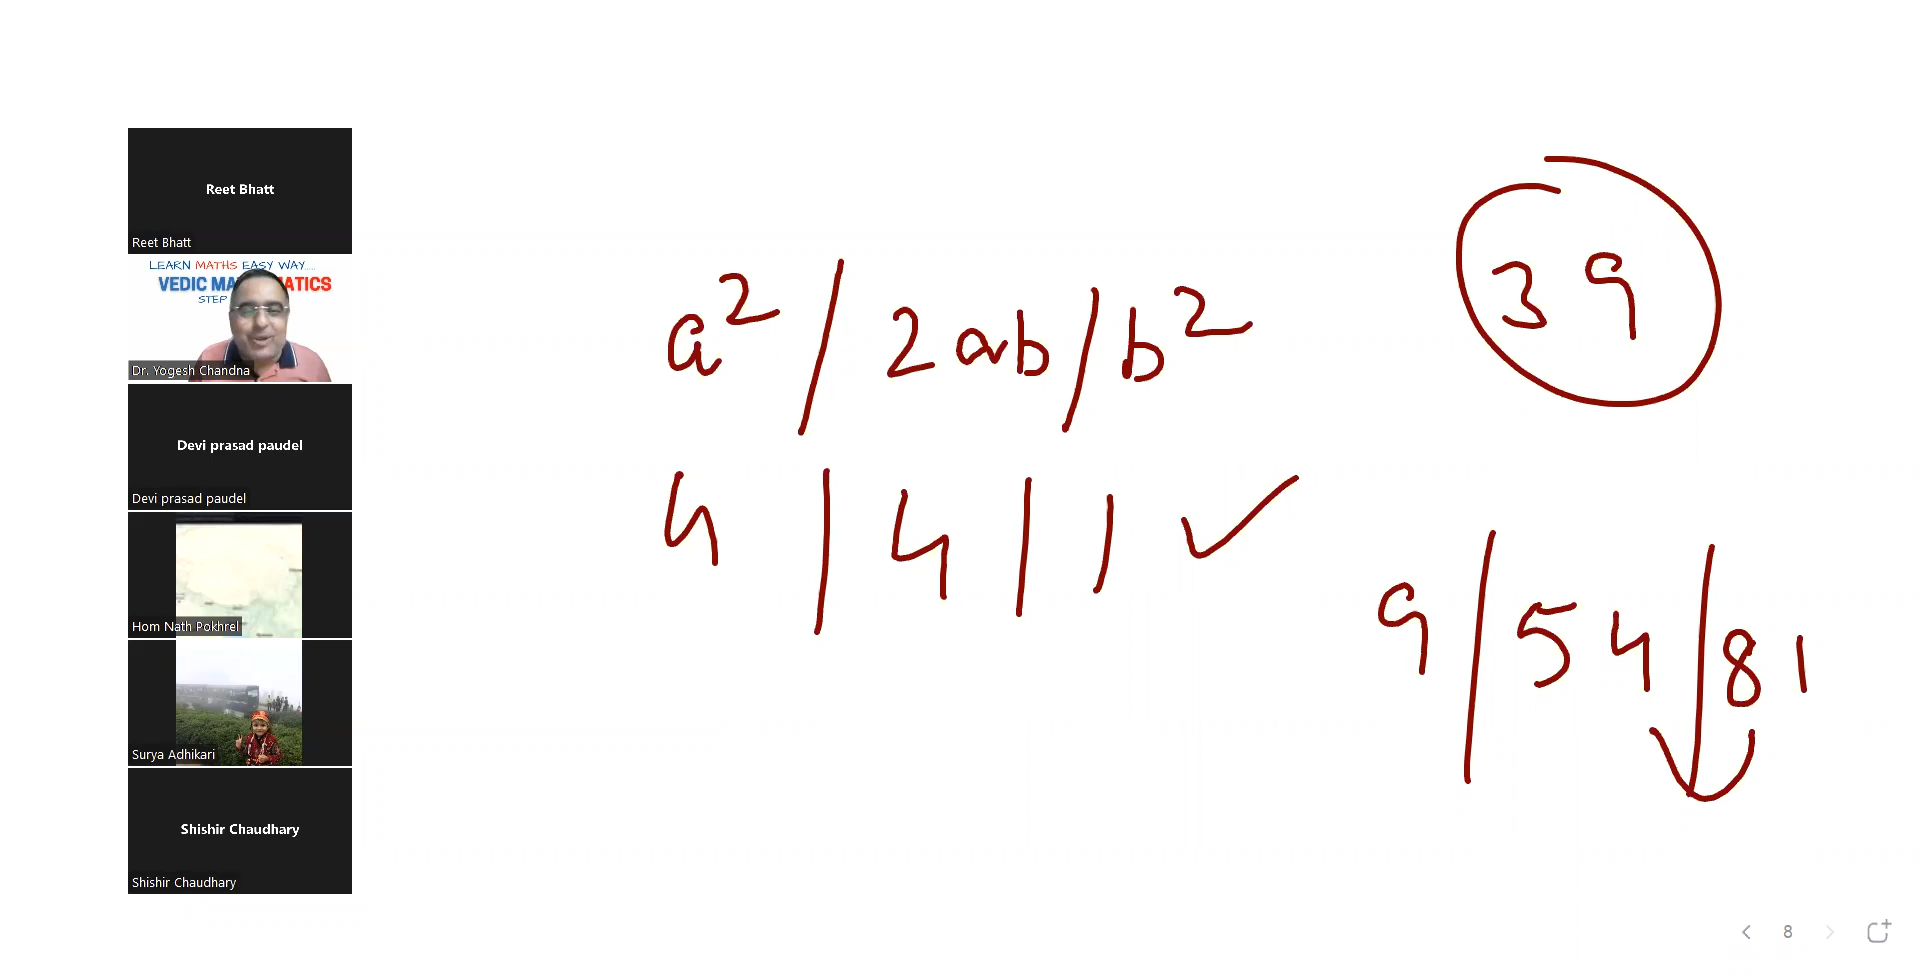 Reet Bhatt
Reet Bhatt
LEARN MATHS EASY WAY.....
VEDIC MA ATICS
STEP
Dr. Yogesh Chandna
Devi prasad paudel
Devi prasad paudel
Hom Nath Pokhrel
Surya Adhikari
Shishir Chaudhary
Shishir Chaudhary
a² / 2ab / b²
4 | 4 | 1 ✓
39
9 / 54 / 81
8